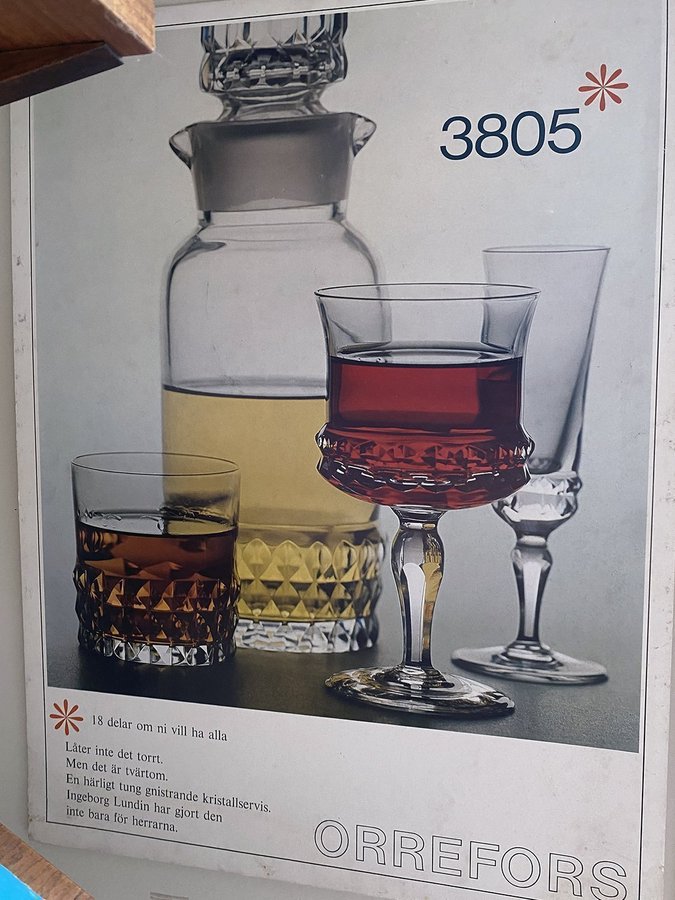 3805*
* 18 delar om ni vill ha alla
Låter inte det torrt.
Men det är tvärtom.
En härligt tung gnistrande kristallservis.
Ingeborg Lundin har gjort den
inte bara för herrarna.
ORREFORS